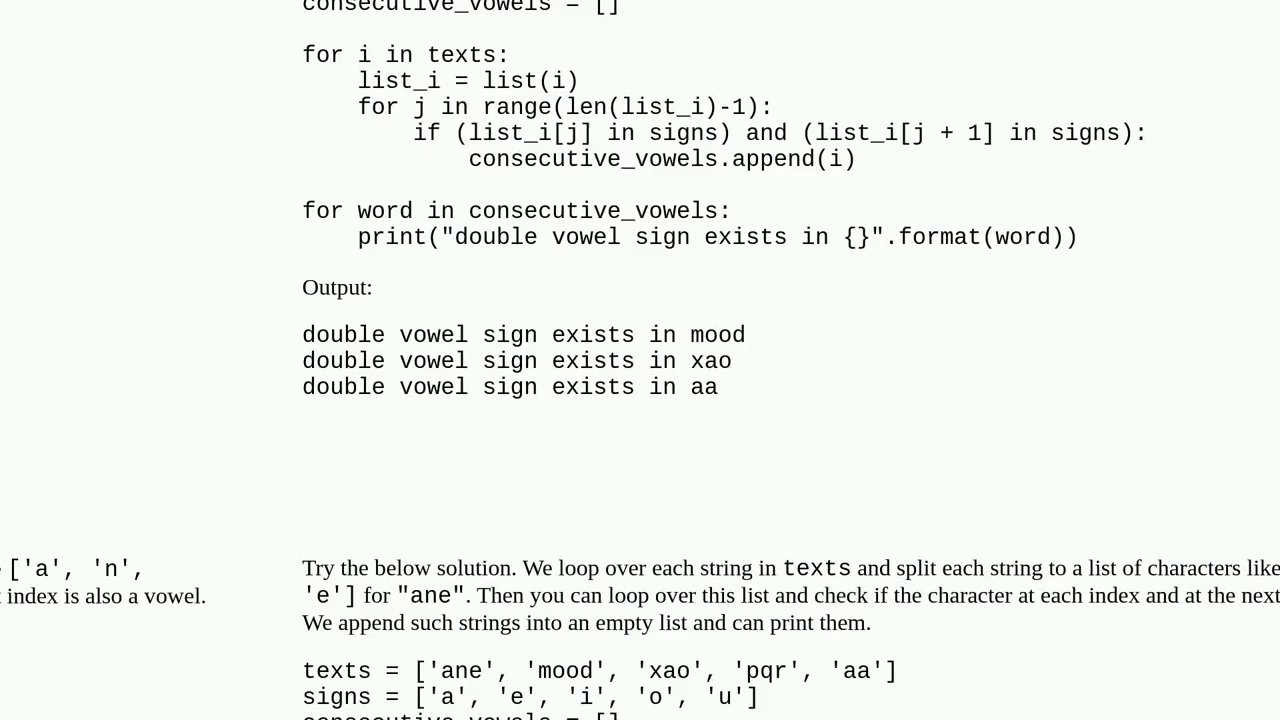 consecutive_vowels = []
for i in texts:
    list_i = list(i)
    for j in range(len(list_i)-1):
        if (list_i[j] in signs) and (list_i[j + 1] in signs):
            consecutive_vowels.append(i)
for word in consecutive_vowels:
    print("double vowel sign exists in {}".format(word))
Output:
double vowel sign exists in mood
double vowel sign exists in xao
double vowel sign exists in aa
['a', 'n',
index is also a vowel.
Try the below solution. We loop over each string in texts and split each string to a list of characters like
'e'] for "ane". Then you can loop over this list and check if the character at each index and at the next
We append such strings into an empty list and can print them.
texts = ['ane', 'mood', 'xao', 'pqr', 'aa']
signs = ['a', 'e', 'i', 'o', 'u']
consecutive_vowels = []